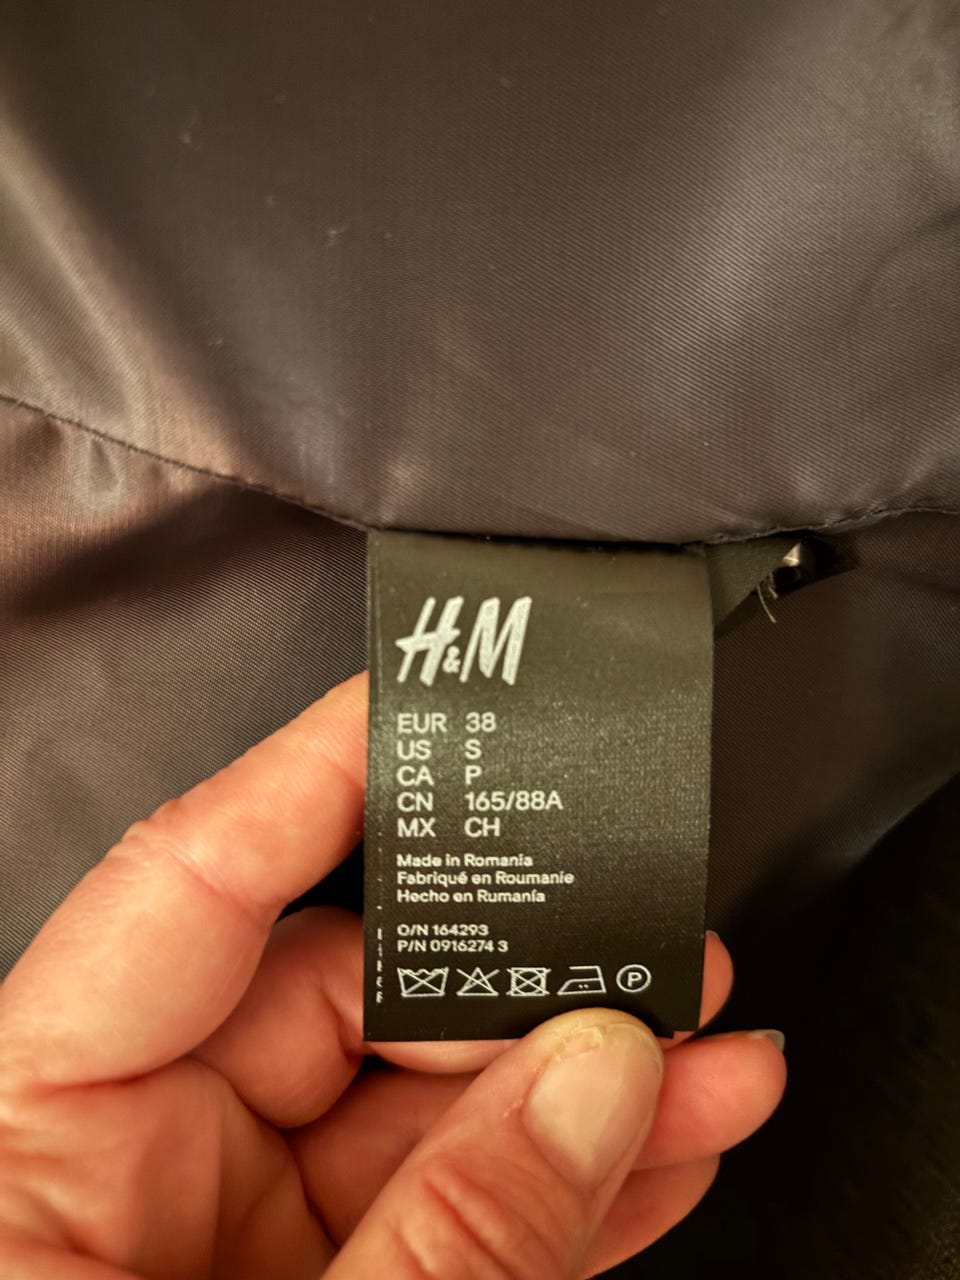 H&M
EUR 38
US S
CA P
CN 165/88A
MX CH
Made in Romania
Fabriqué en Roumanie
Hecho en Rumanía
O/N 164293
P/N 0916274 3
P